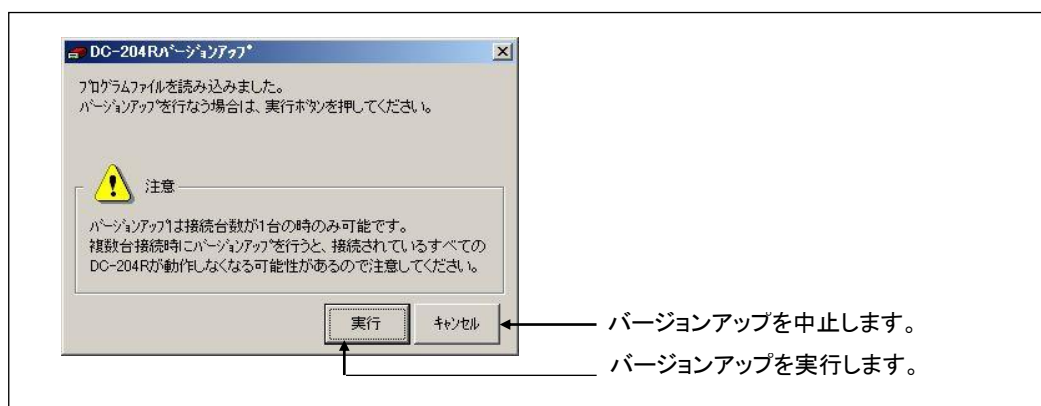 DC-204Rﾊﾞｰｼﾞｮﾝｱｯﾌﾟ
ﾌﾟﾛｸﾞﾗﾑﾌｧｲﾙを読み込みました。
ﾊﾞｰｼﾞｮﾝｱｯﾌﾟを行なう場合は、実行ﾎﾞﾀﾝを押してください。
注意
ﾊﾞｰｼﾞｮﾝｱｯﾌﾟは接続台数が1台の時のみ可能です。
複数台接続時にﾊﾞｰｼﾞｮﾝｱｯﾌﾟを行うと、接続されているすべての
DC-204Rが動作しなくなる可能性があるので注意してください。
実行
ｷｬﾝｾﾙ
バージョンアップを中止します。
バージョンアップを実行します。